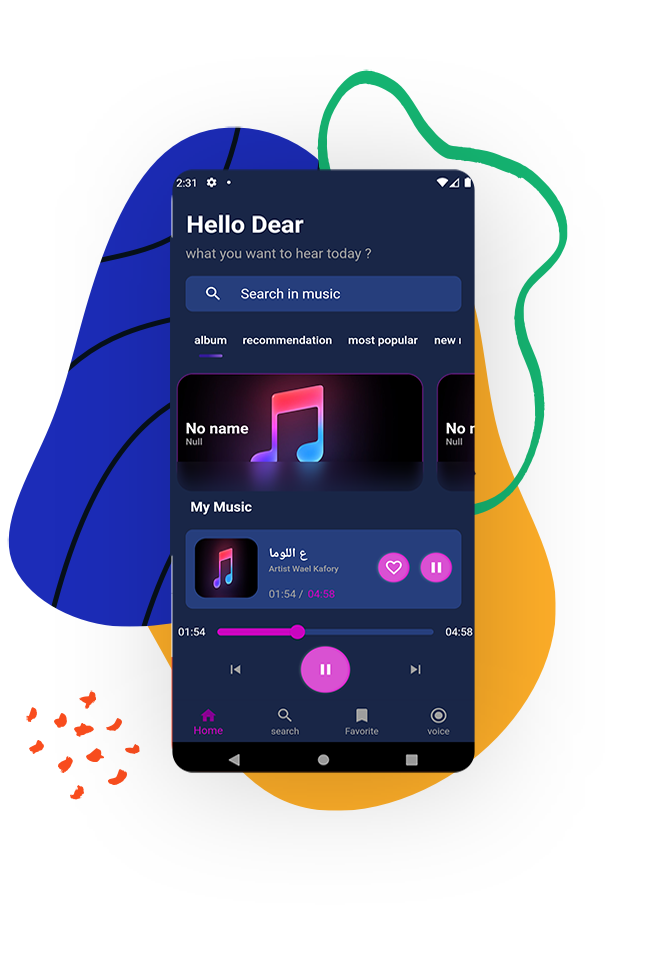 2:31
Hello Dear
what you want to hear today ?
Search in music
album recommendation most popular new
No name
Null
No
Null
My Music
ع اللوما
Artist Wael Kafory
01:54 / 04:58
01:54 04:58
Home search Favorite voice